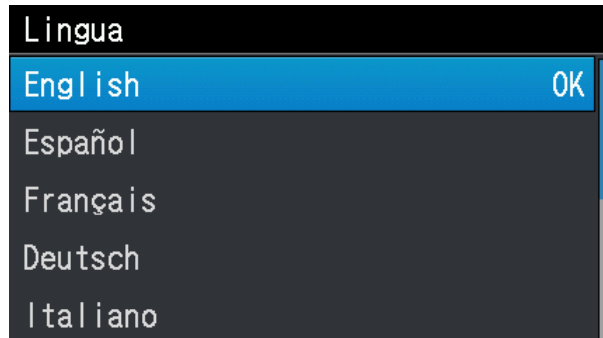 Lingua
English OK
Español
Français
Deutsch
Italiano